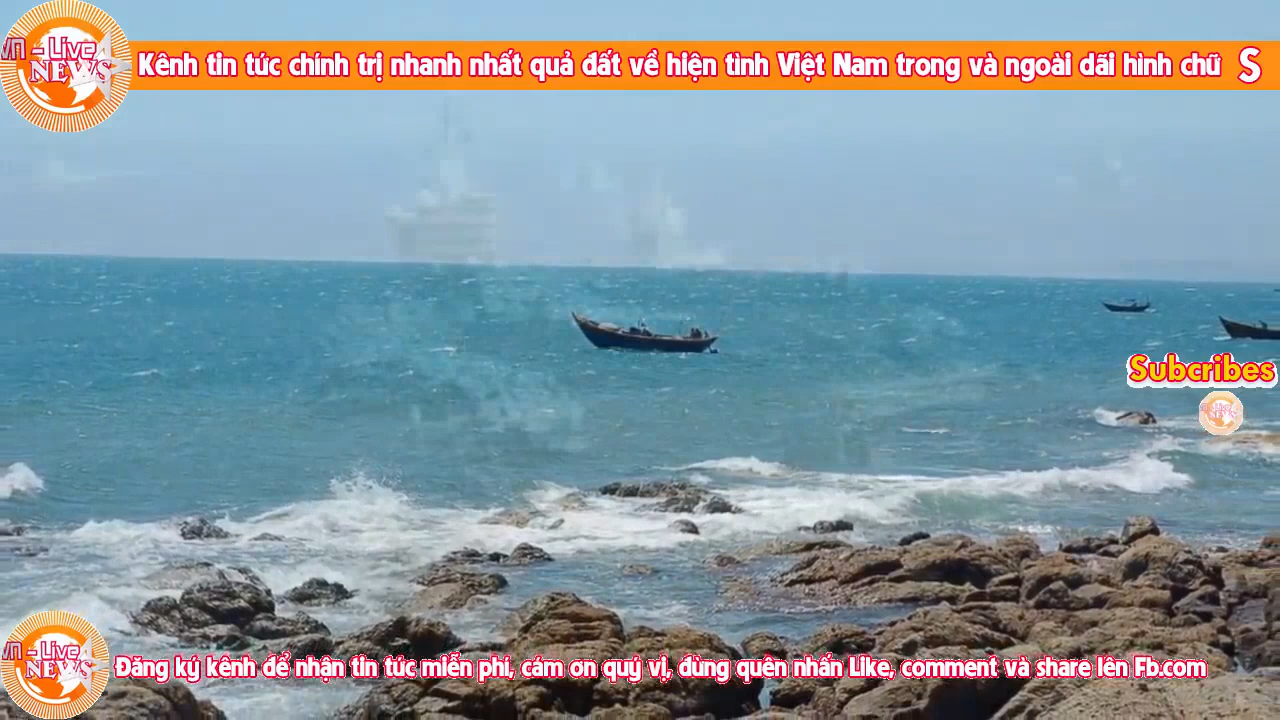 VN - Live
NEWS
Kênh tin tức chính trị nhanh nhất quả đất về hiện tình Việt Nam trong và ngoài dãi hình chữ S
Subcribes
VN - Live
NEWS
Đăng ký kênh để nhận tin tức miễn phí, cám ơn quý vị, đừng quên nhấn Like, comment và share lên Fb.com